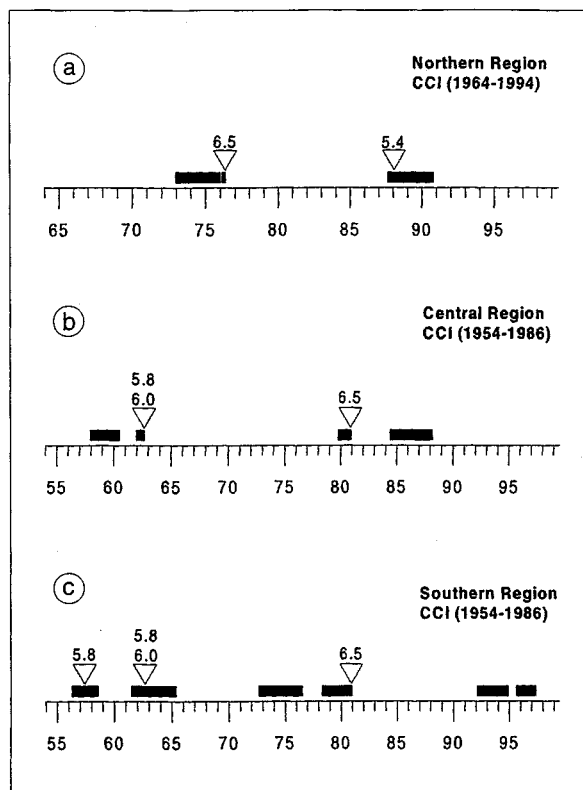 a
Northern Region
CCI (1964-1994)
6.5 5.4
65 70 75 80 85 90 95
b
Central Region
CCI (1954-1986)
5.8
6.0 6.5
55 60 65 70 75 80 85 90 95
c
Southern Region
CCI (1954-1986)
5.8
5.8 6.0 6.5
55 60 65 70 75 80 85 90 95